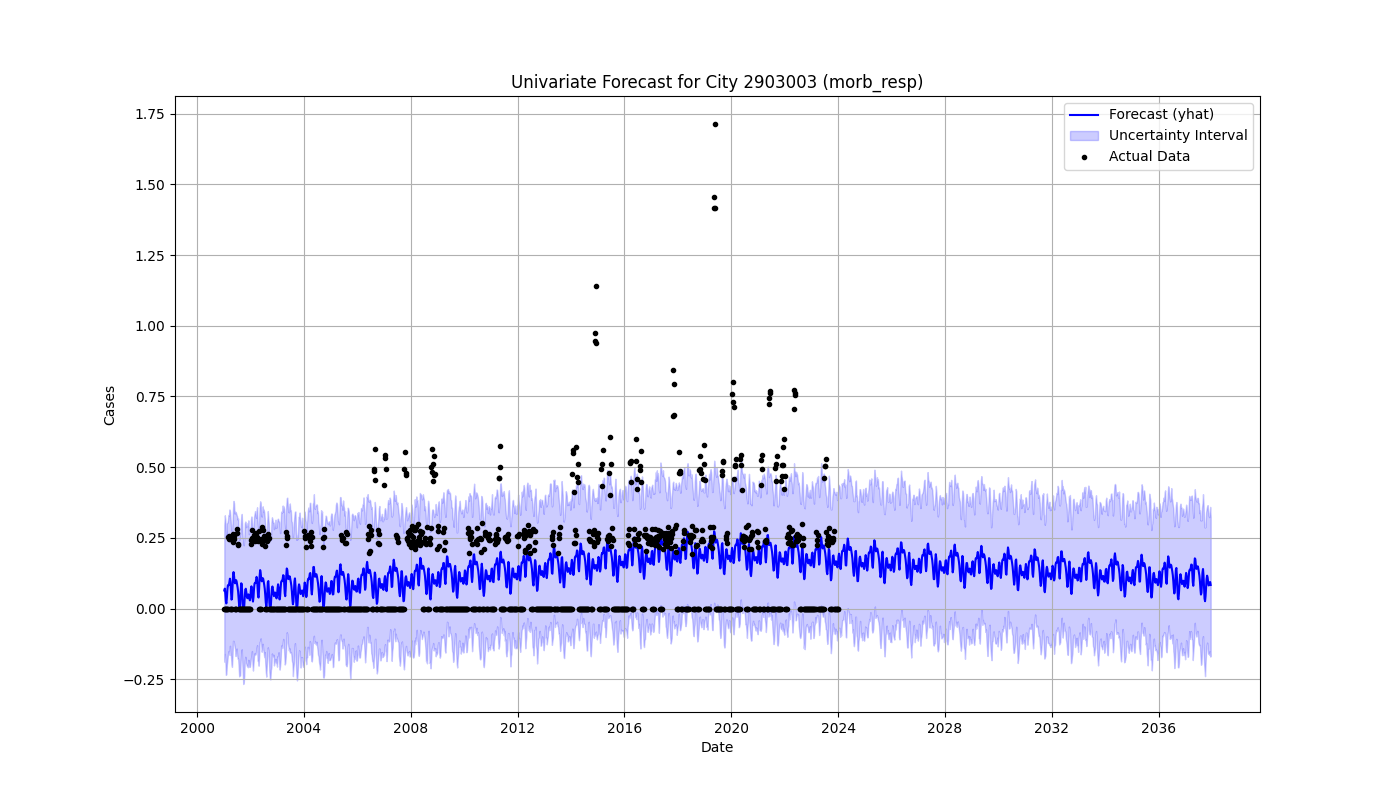 Univariate Forecast for City 2903003 (morb_resp)
Forecast (yhat)
Uncertainty Interval
Actual Data
1.75
1.50
1.25
1.00
0.75
0.50
0.25
0.00
−0.25
Cases
2000 2004 2008 2012 2016 2020 2024 2028 2032 2036
Date